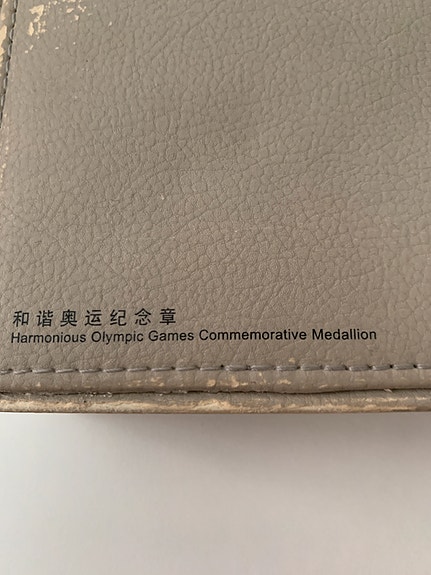 和谐奥运纪念章
Harmonious Olympic Games Commemorative Medallion